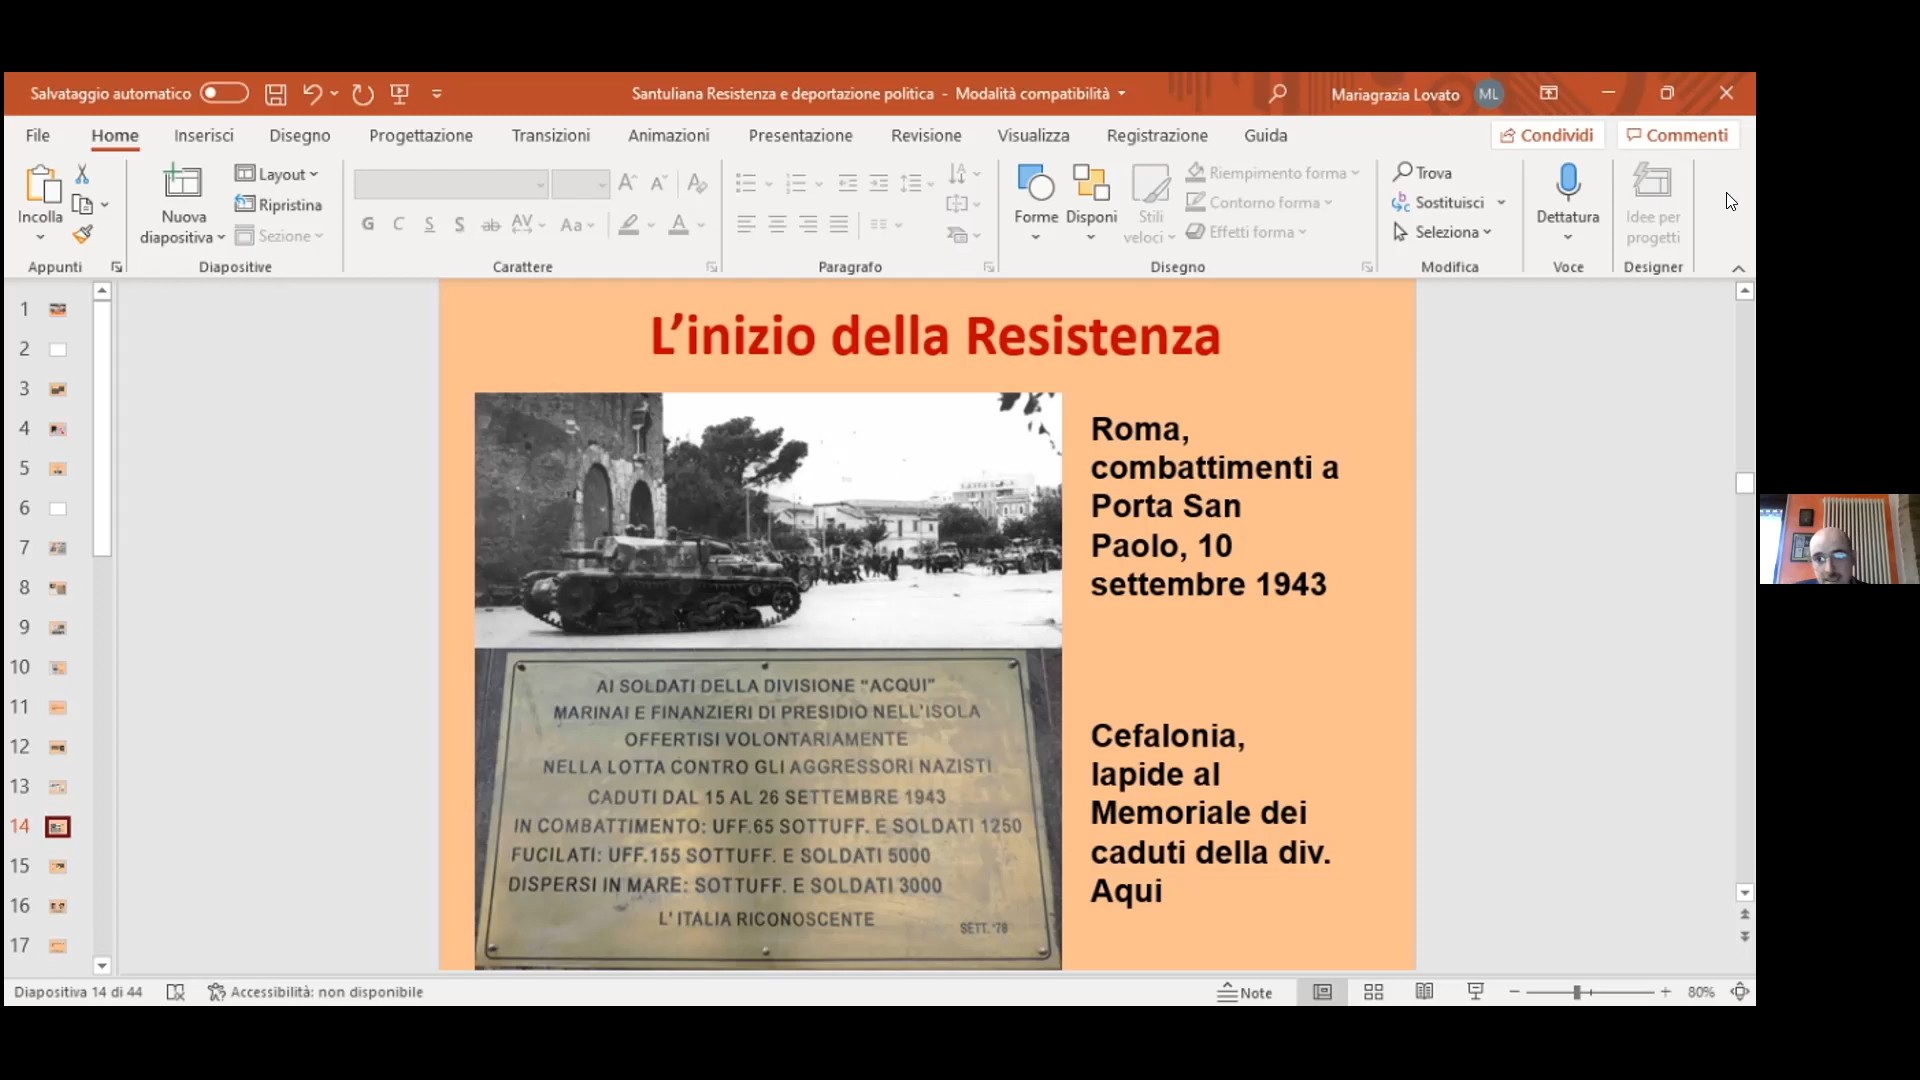 Salvataggio automatico
Santuliana Resistenza e deportazione politica - Modalità compatibilità
Mariagrazia Lovato ML
File Home Inserisci Disegno Progettazione Transizioni Animazioni Presentazione Revisione Visualizza Registrazione Guida Condividi Commenti
Incolla
Appunti
Nuova diapositiva
Layout
Ripristina
Sezione
Diapositive
G C S S ab AV Aa A
Carattere
Paragrafo
Forme Disponi Stili veloci
Riempimento forma
Contorno forma
Effetti forma
Disegno
Trova
Sostituisci
Seleziona
Modifica
Dettatura
Voce
Idee per progetti
Designer
1
2
3
4
5
6
7
8
9
10
11
12
13
14
15
16
17
L’inizio della Resistenza
Roma,
combattimenti a
Porta San
Paolo, 10
settembre 1943
AI SOLDATI DELLA DIVISIONE "ACQUI"
MARINAI E FINANZIERI DI PRESIDIO NELL'ISOLA
OFFERTISI VOLONTARIAMENTE
NELLA LOTTA CONTRO GLI AGGRESSORI NAZISTI
CADUTI DAL 15 AL 26 SETTEMBRE 1943
IN COMBATTIMENTO: UFF.65 SOTTUFF. E SOLDATI 1250
FUCILATI: UFF.155 SOTTUFF. E SOLDATI 5000
DISPERSI IN MARE: SOTTUFF. E SOLDATI 3000
L' ITALIA RICONOSCENTE
SETT. '78
Cefalonia,
lapide al
Memoriale dei
caduti della div.
Aqui
Diapositiva 14 di 44
Accessibilità: non disponibile
Note
80%